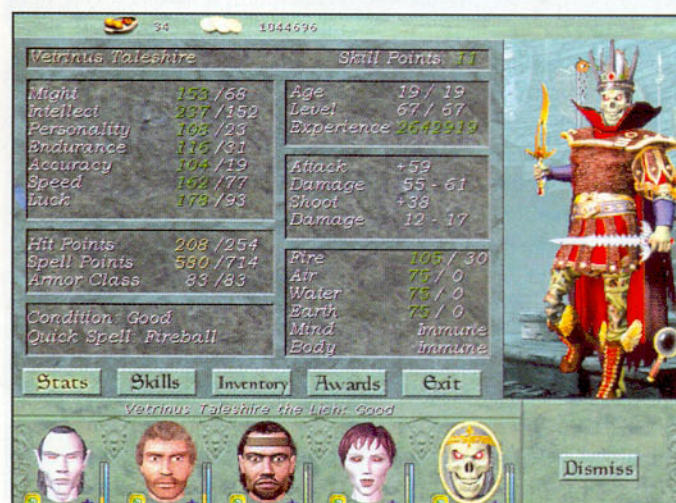 34 1044696
Vetrinus Taleshire Skill Points: 11
Might 153 / 68
Intellect 237 / 152
Personality 108 / 23
Endurance 116 / 31
Accuracy 104 / 19
Speed 162 / 77
Luck 178 / 93
Hit Points 208 / 254
Spell Points 590 / 714
Armor Class 83 / 83
Condition: Good
Quick Spell: Fireball
Age 19 / 19
Level 67 / 67
Experience 2642919
Attack +59
Damage 55 - 61
Shoot +38
Damage 12 - 17
Fire 105 / 30
Air 75 / 0
Water 75 / 0
Earth 75 / 0
Mind Immune
Body Immune
Stats Skills Inventory Awards Exit
Vetrinus Taleshire the Lich: Good
Dismiss